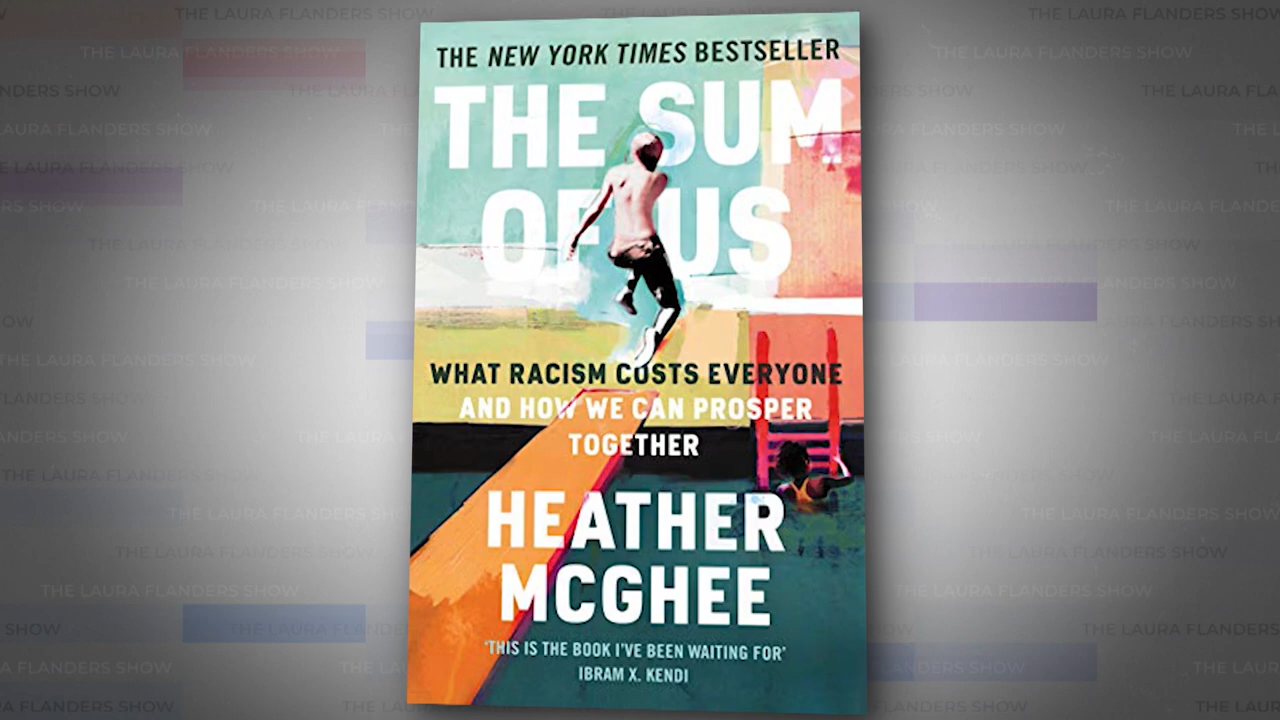 THE NEW YORK TIMES BESTSELLER
THE SUM
OF US
WHAT RACISM COSTS EVERYONE
AND HOW WE CAN PROSPER
TOGETHER
HEATHER
MCGHEE
'THIS IS THE BOOK I'VE BEEN WAITING FOR'
IBRAM X. KENDI
THE LAURA FLANDERS SHOW